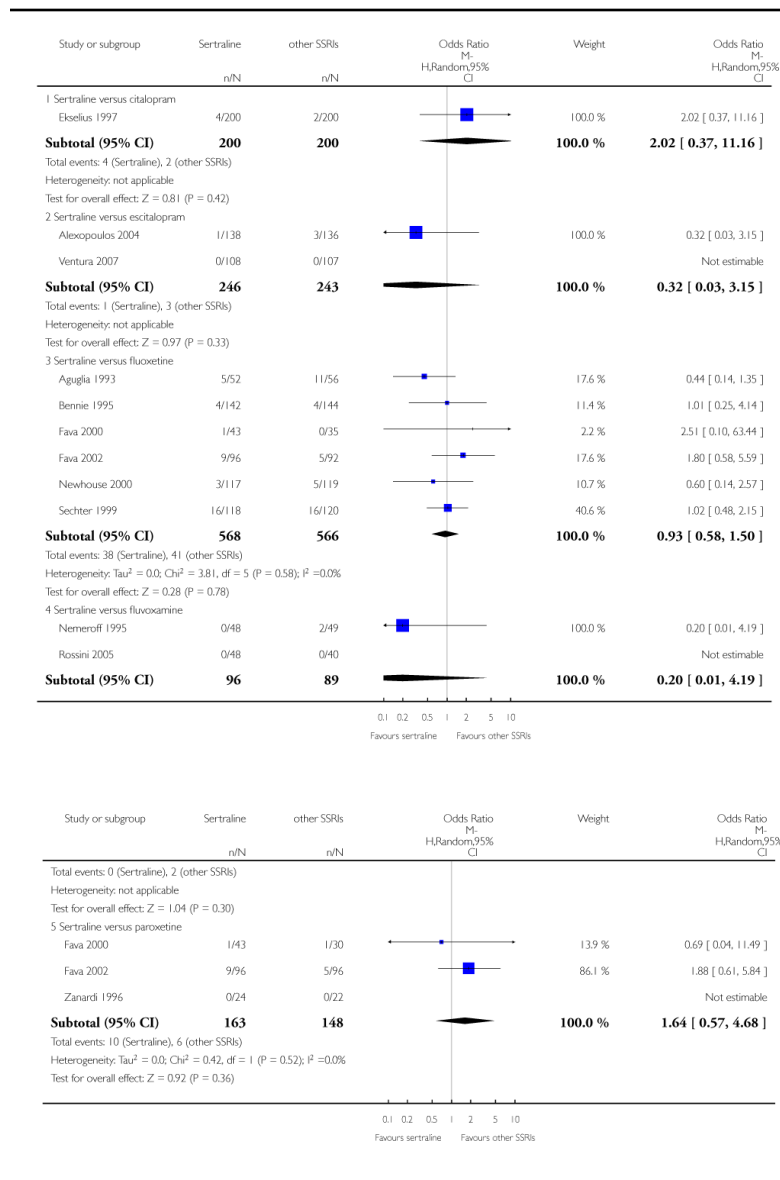 Study or subgroup Sertraline other SSRIs Odds Ratio Weight Odds Ratio
M- M-
H,Random,95% H,Random,95%
n/N n/N CI CI
1 Sertraline versus citalopram
Ekselius 1997 4/200 2/200 100.0 % 2.02 [ 0.37, 11.16 ]
Subtotal (95% CI) 200 200 100.0 % 2.02 [ 0.37, 11.16 ]
Total events: 4 (Sertraline), 2 (other SSRIs)
Heterogeneity: not applicable
Test for overall effect: Z = 0.81 (P = 0.42)
2 Sertraline versus escitalopram
Alexopoulos 2004 1/138 3/136 100.0 % 0.32 [ 0.03, 3.15 ]
Ventura 2007 0/108 0/107 Not estimable
Subtotal (95% CI) 246 243 100.0 % 0.32 [ 0.03, 3.15 ]
Total events: 1 (Sertraline), 3 (other SSRIs)
Heterogeneity: not applicable
Test for overall effect: Z = 0.97 (P = 0.33)
3 Sertraline versus fluoxetine
Aguglia 1993 5/52 11/56 17.6 % 0.44 [ 0.14, 1.35 ]
Bennie 1995 4/142 4/144 11.4 % 1.01 [ 0.25, 4.14 ]
Fava 2000 1/43 0/35 2.2 % 2.51 [ 0.10, 63.44 ]
Fava 2002 9/96 5/92 17.6 % 1.80 [ 0.58, 5.59 ]
Newhouse 2000 3/117 5/119 10.7 % 0.60 [ 0.14, 2.57 ]
Sechter 1999 16/118 16/120 40.6 % 1.02 [ 0.48, 2.15 ]
Subtotal (95% CI) 568 566 100.0 % 0.93 [ 0.58, 1.50 ]
Total events: 38 (Sertraline), 41 (other SSRIs)
Heterogeneity: Tau² = 0.0; Chi² = 3.81, df = 5 (P = 0.58); I² =0.0%
Test for overall effect: Z = 0.28 (P = 0.78)
4 Sertraline versus fluvoxamine
Nemeroff 1995 0/48 2/49 100.0 % 0.20 [ 0.01, 4.19 ]
Rossini 2005 0/48 0/40 Not estimable
Subtotal (95% CI) 96 89 100.0 % 0.20 [ 0.01, 4.19 ]
0.1 0.2 0.5 1 2 5 10
Favours sertraline Favours other SSRIs
Study or subgroup Sertraline other SSRIs Odds Ratio Weight Odds Ratio
M- M-
H,Random,95% H,Random,95%
n/N n/N CI CI
Total events: 0 (Sertraline), 2 (other SSRIs)
Heterogeneity: not applicable
Test for overall effect: Z = 1.04 (P = 0.30)
5 Sertraline versus paroxetine
Fava 2000 1/43 1/30 13.9 % 0.69 [ 0.04, 11.49 ]
Fava 2002 9/96 5/96 86.1 % 1.88 [ 0.61, 5.84 ]
Zanardi 1996 0/24 0/22 Not estimable
Subtotal (95% CI) 163 148 100.0 % 1.64 [ 0.57, 4.68 ]
Total events: 10 (Sertraline), 6 (other SSRIs)
Heterogeneity: Tau² = 0.0; Chi² = 0.42, df = 1 (P = 0.52); I² =0.0%
Test for overall effect: Z = 0.92 (P = 0.36)
0.1 0.2 0.5 1 2 5 10
Favours sertraline Favours other SSRIs